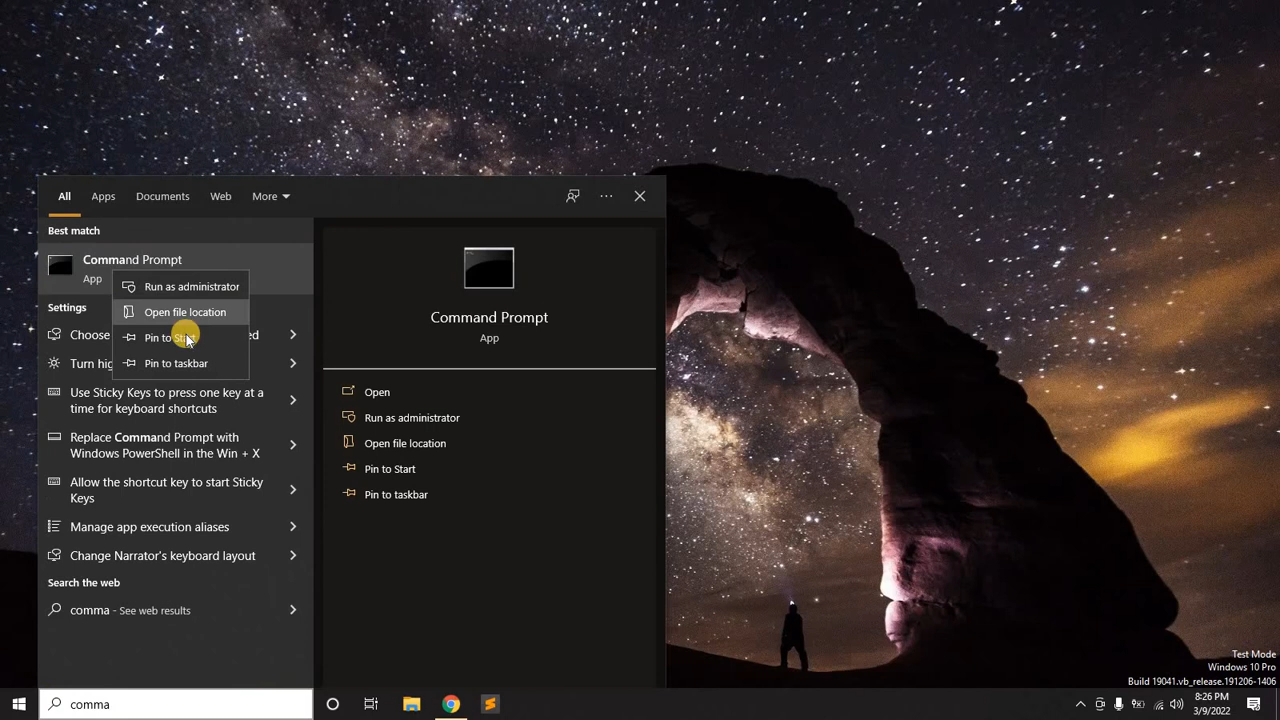 All
Apps
Documents
Web
More
Best match
Command Prompt
App
Run as administrator
Open file location
Pin to Start
Pin to taskbar
Settings
Choose
Turn hig
Use Sticky Keys to press one key at a
time for keyboard shortcuts
Replace Command Prompt with
Windows PowerShell in the Win + X
Allow the shortcut key to start Sticky
Keys
Manage app execution aliases
Change Narrator's keyboard layout
Search the web
comma - See web results
Command Prompt
App
Open
Run as administrator
Open file location
Pin to Start
Pin to taskbar
Test Mode
Windows 10 Pro
Build 19041.vb_release.191206-1406
comma
8:26 PM
3/9/2022